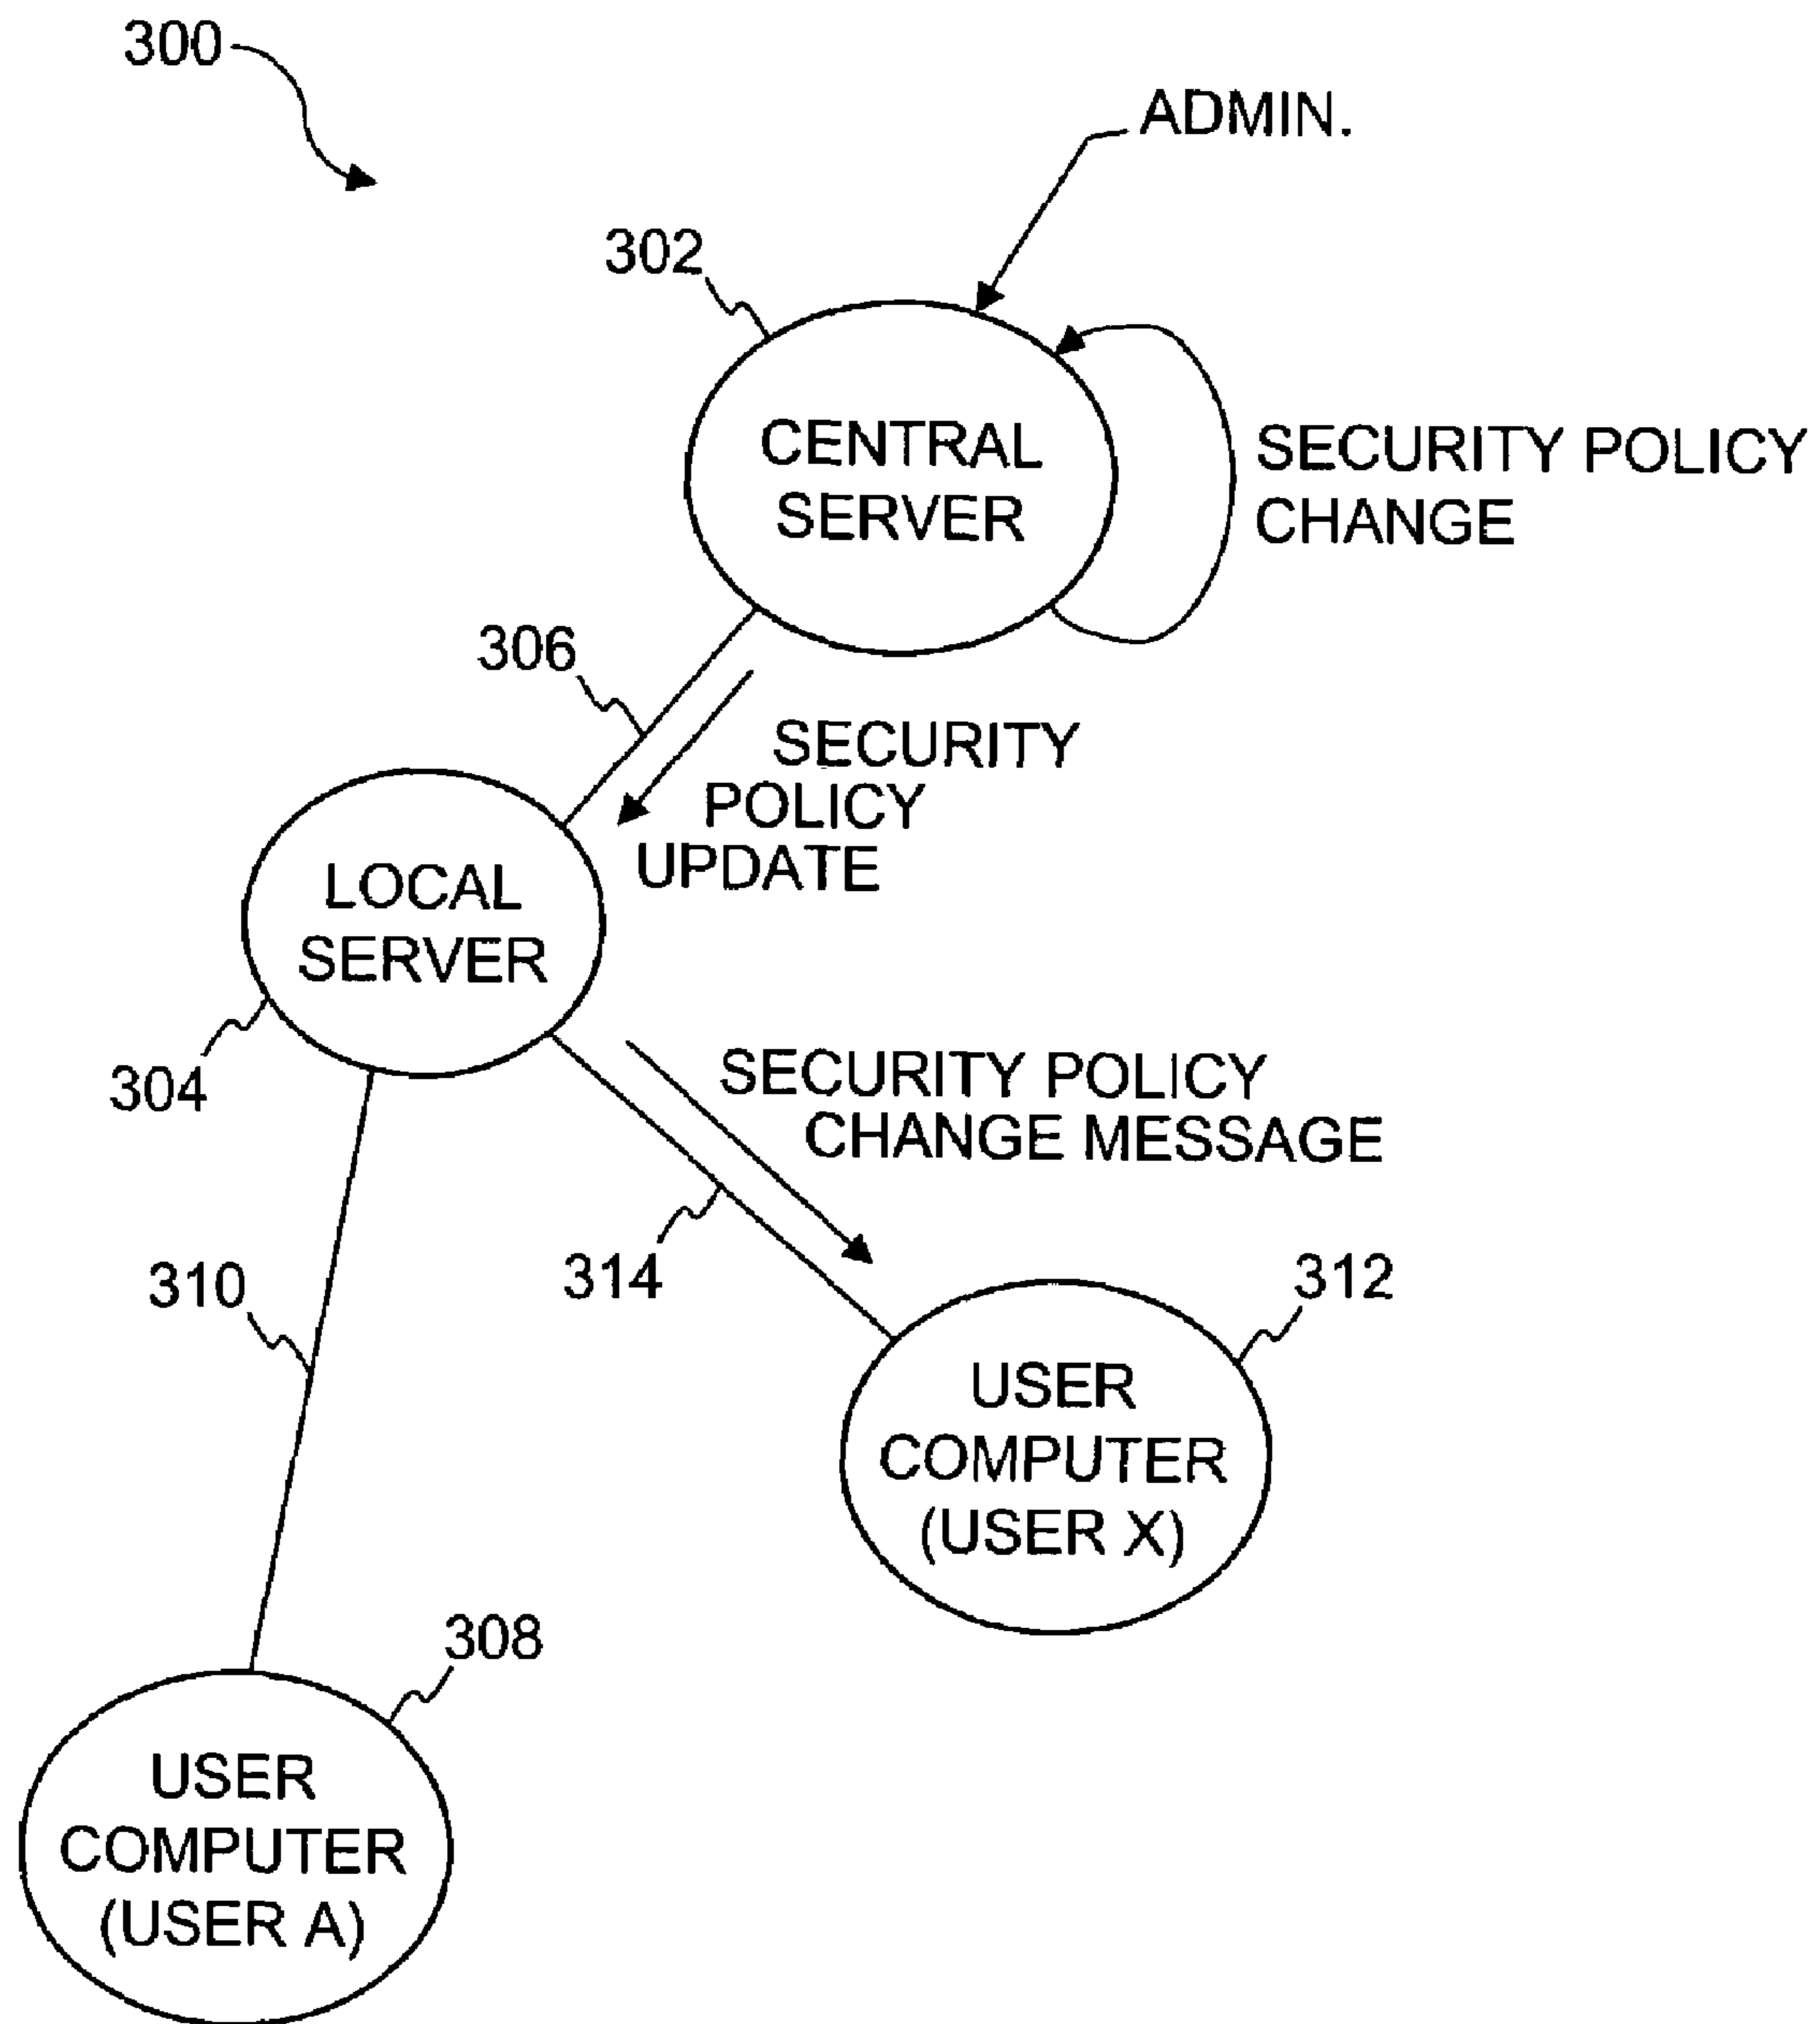 300
ADMIN.
302
CENTRAL
SERVER
SECURITY POLICY
CHANGE
306
SECURITY
POLICY
UPDATE
LOCAL
SERVER
304
SECURITY POLICY
CHANGE MESSAGE
310
314
312
USER
COMPUTER
(USER X)
308
USER
COMPUTER
(USER A)